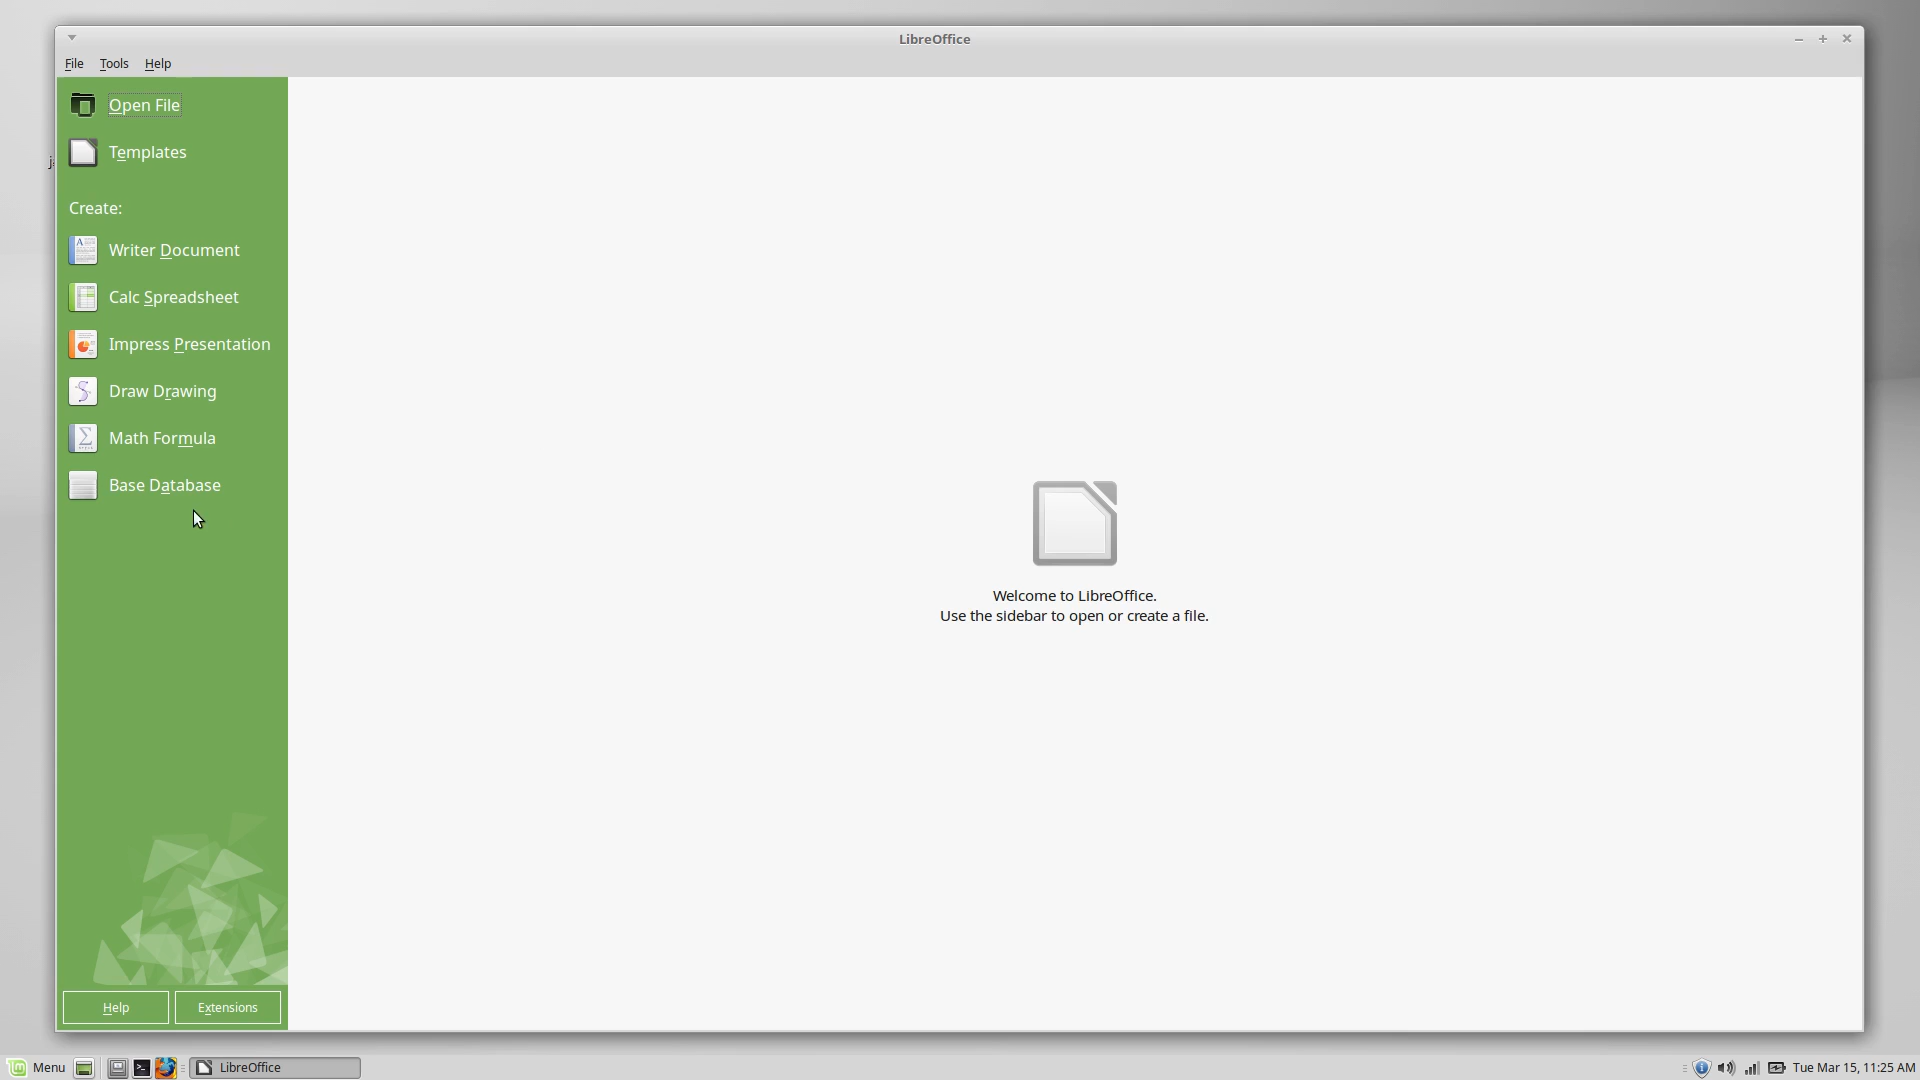 LibreOffice
File Tools Help
Open File
Templates
Create:
Writer Document
Calc Spreadsheet
Impress Presentation
Draw Drawing
Math Formula
Base Database
Welcome to LibreOffice.
Use the sidebar to open or create a file.
Help Extensions
Menu LibreOffice Tue Mar 15, 11:25 AM